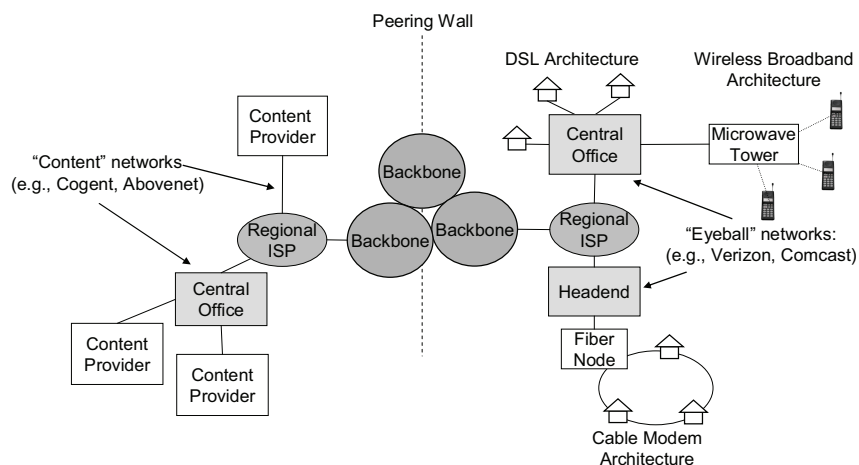 Peering Wall
DSL Architecture
Wireless Broadband
Architecture
Content
Provider
“Content” networks
(e.g., Cogent, Abovenet)
Backbone
Central
Office
Microwave
Tower
Regional
ISP
Backbone
Backbone
Regional
ISP
“Eyeball” networks:
(e.g., Verizon, Comcast)
Central
Office
Headend
Content
Provider
Content
Provider
Fiber
Node
Cable Modem
Architecture